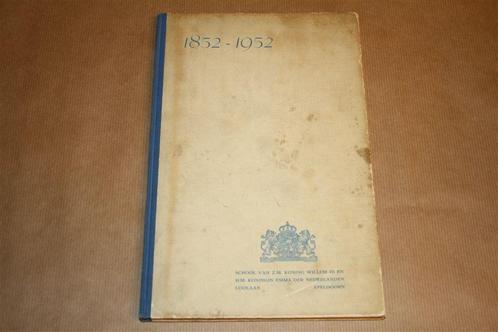 1852-1952
SCHOOL VAN Z.M. KONING WILLEM III EN
H.M. KONINGIN EMMA DER NEDERLANDEN
LOOLAAN APELDOORN